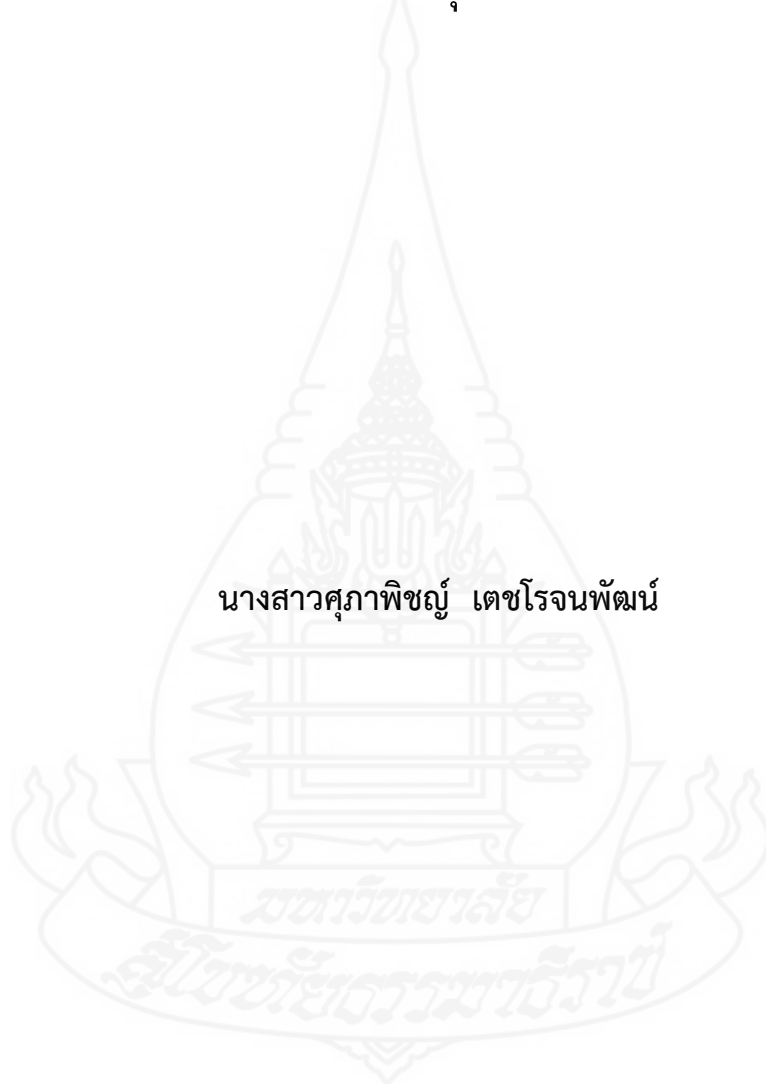 นางสาวศุภาพิชญ์ เตชโรจนพัฒน์
มหาวิทยาลัย
สุโขทัยธรรมาธิราช